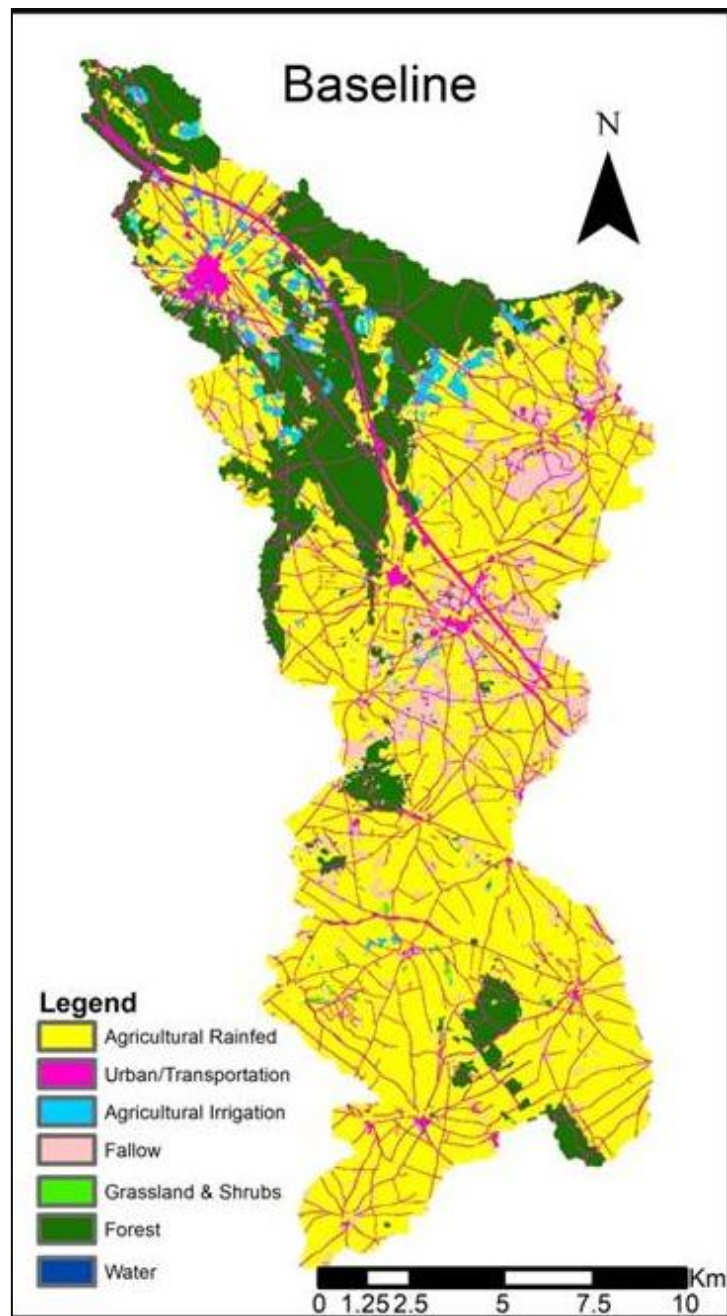 Baseline
N
Legend
Agricultural Rainfed
Urban/Transportation
Agricultural Irrigation
Fallow
Grassland & Shrubs
Forest
Water
Km
0 1.25 2.5 5 7.5 10